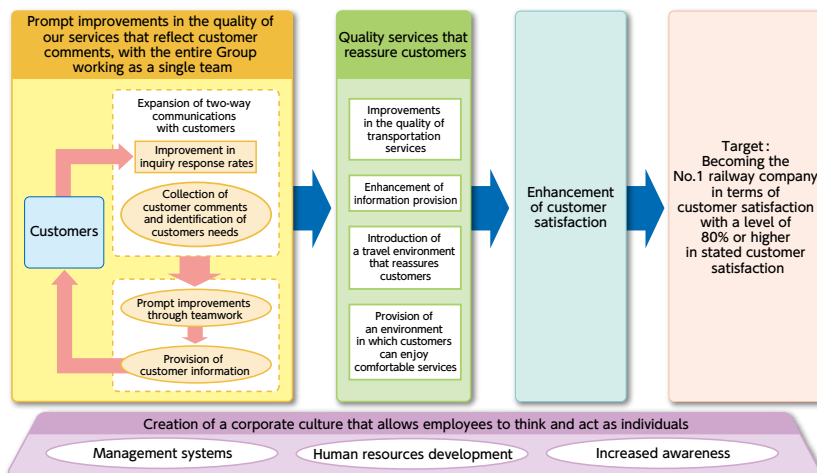 Prompt improvements in the quality of
our services that reflect customer
comments, with the entire Group
working as a single team
Expansion of two-way
communications
with customers
Improvement in
inquiry response rates
Collection of
customer comments
and identification of
customers needs
Customers
Prompt improvements
through teamwork
Provision of
customer information
Quality services that
reassure customers
Improvements
in the quality of
transportation
services
Enhancement of
information provision
Introduction of
a travel environment
that reassures
customers
Provision of
an environment
in which customers
can enjoy
comfortable services
Enhancement
of customer
satisfaction
Target:
Becoming the
No.1 railway company
in terms of
customer satisfaction
with a level of
80% or higher
in stated customer
satisfaction
Creation of a corporate culture that allows employees to think and act as individuals
Management systems
Human resources development
Increased awareness